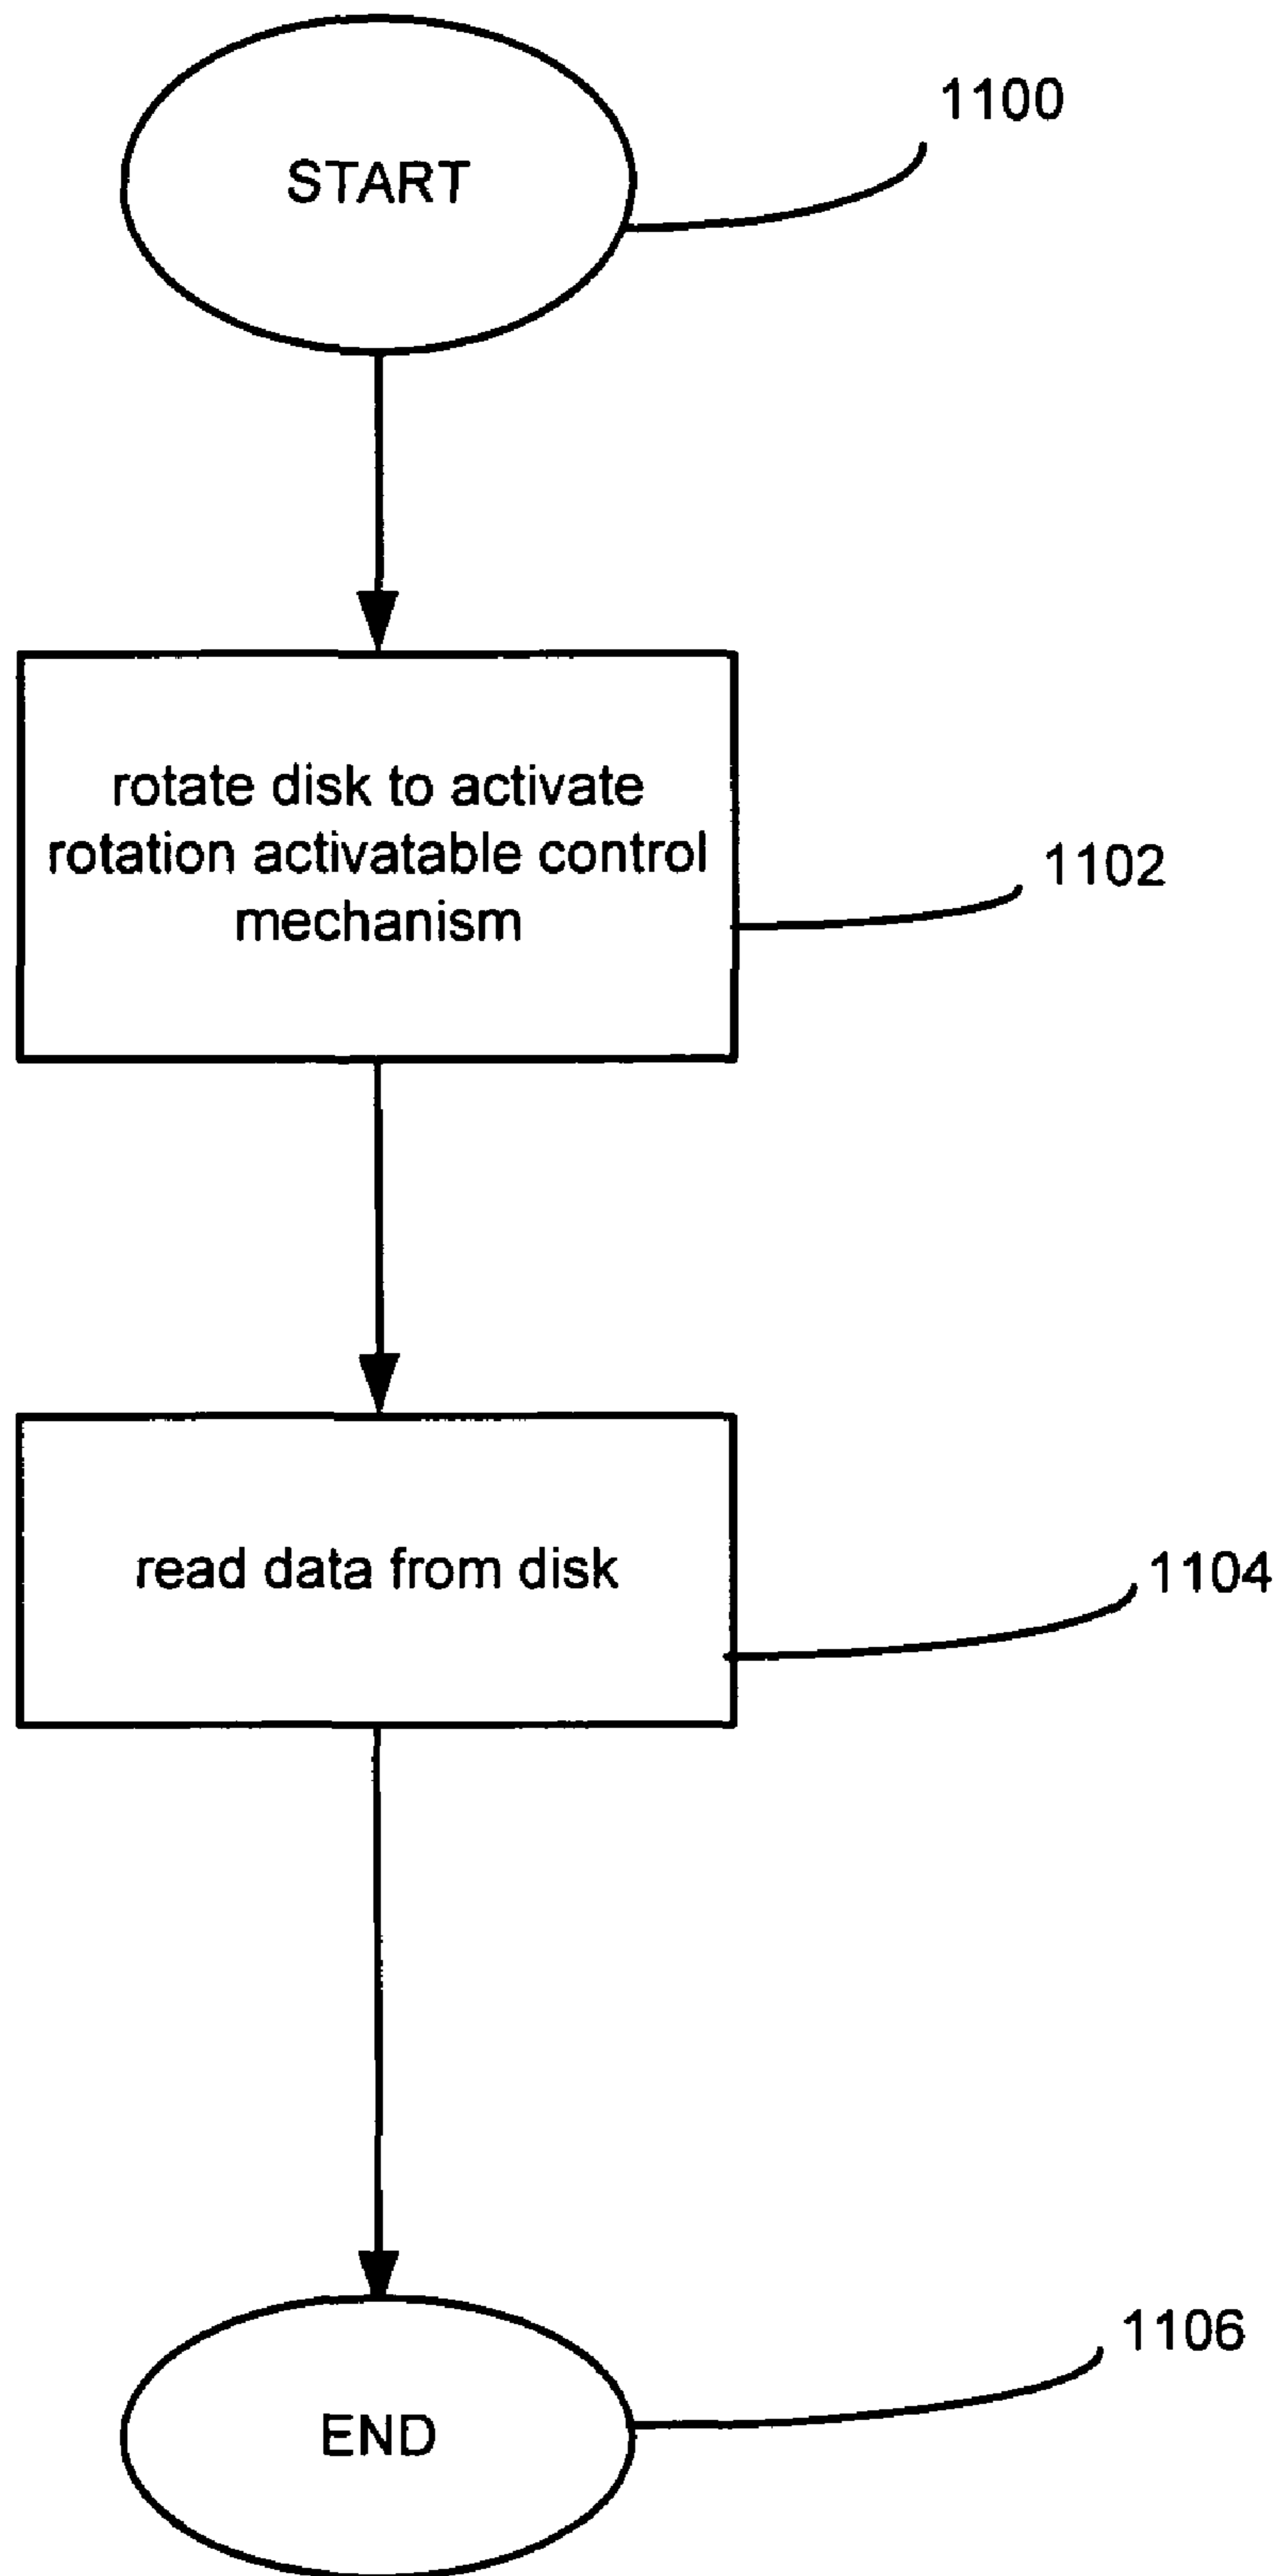 START
1100
rotate disk to activate
rotation activatable control
mechanism
1102
read data from disk
1104
END
1106